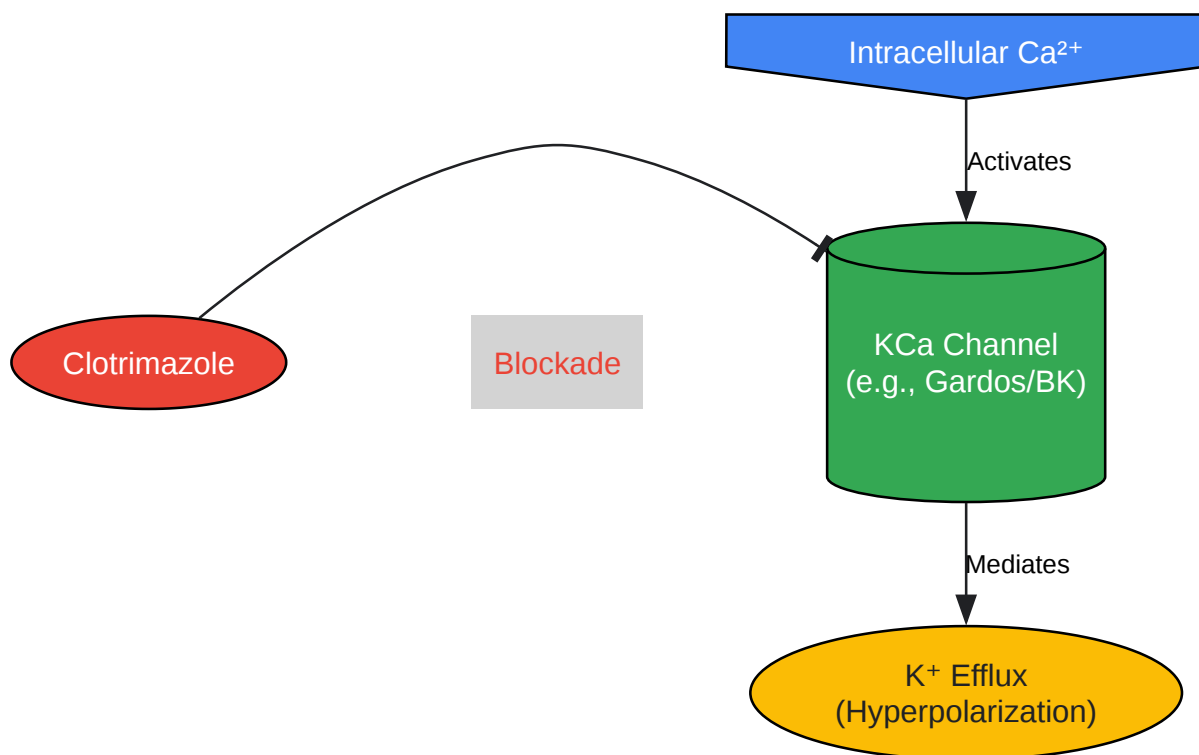 Intracellular Ca²⁺
Activates
Clotrimazole
Blockade
KCa Channel
(e.g., Gardos/BK)
Mediates
K⁺ Efflux
(Hyperpolarization)